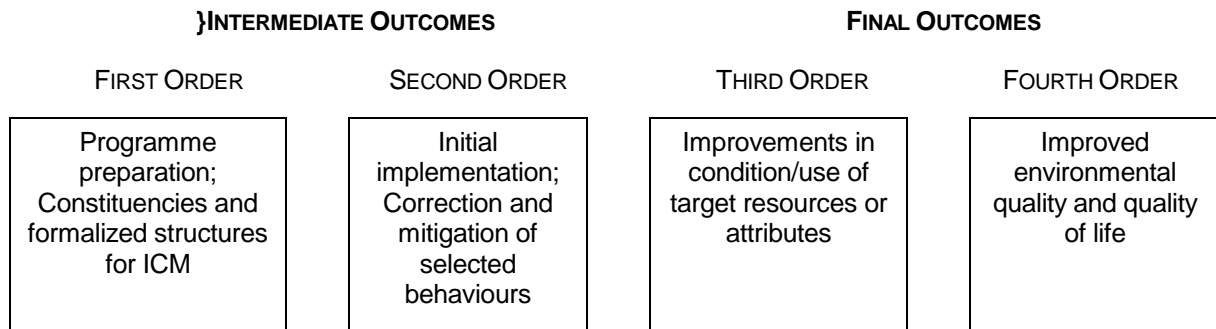 }INTERMEDIATE OUTCOMES
FINAL OUTCOMES
FIRST ORDER
SECOND ORDER
THIRD ORDER
FOURTH ORDER
Programme
preparation;
Constituencies and
formalized structures
for ICM
Initial
implementation;
Correction and
mitigation of
selected
behaviours
Improvements in
condition/use of
target resources or
attributes
Improved
environmental
quality and quality
of life